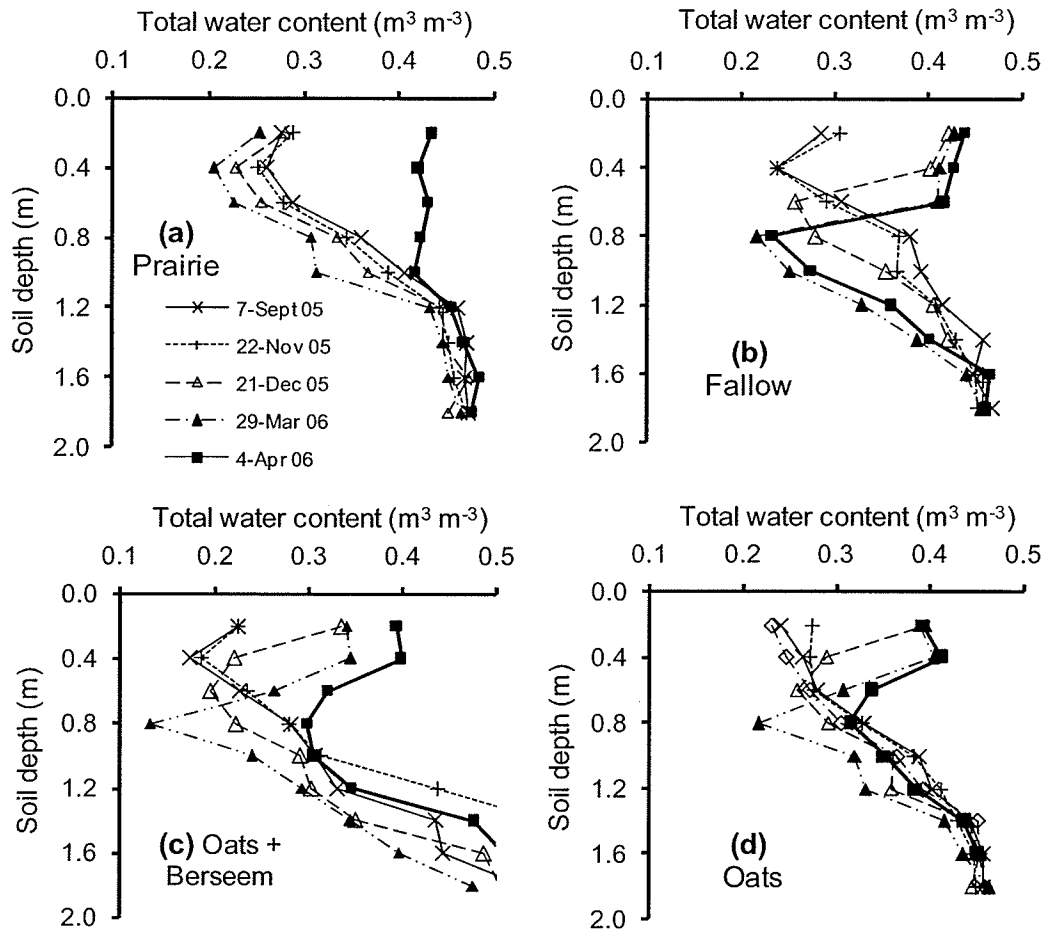 Total water content (m³ m⁻³)
0.1 0.2 0.3 0.4 0.5
0.0
0.4
0.8
1.2
1.6
2.0
Soil depth (m)
(a)
Prairie
7-Sept 05
22-Nov 05
21-Dec 05
29-Mar 06
4-Apr 06
Total water content (m³ m⁻³)
0.1 0.2 0.3 0.4 0.5
0.0
0.4
0.8
1.2
1.6
2.0
Soil depth (m)
(b)
Fallow
Total water content (m³ m⁻³)
0.1 0.2 0.3 0.4 0.5
0.0
0.4
0.8
1.2
1.6
2.0
Soil depth (m)
(c) Oats +
Berseem
Total water content (m³ m⁻³)
0.1 0.2 0.3 0.4 0.5
0.0
0.4
0.8
1.2
1.6
2.0
Soil depth (m)
(d)
Oats